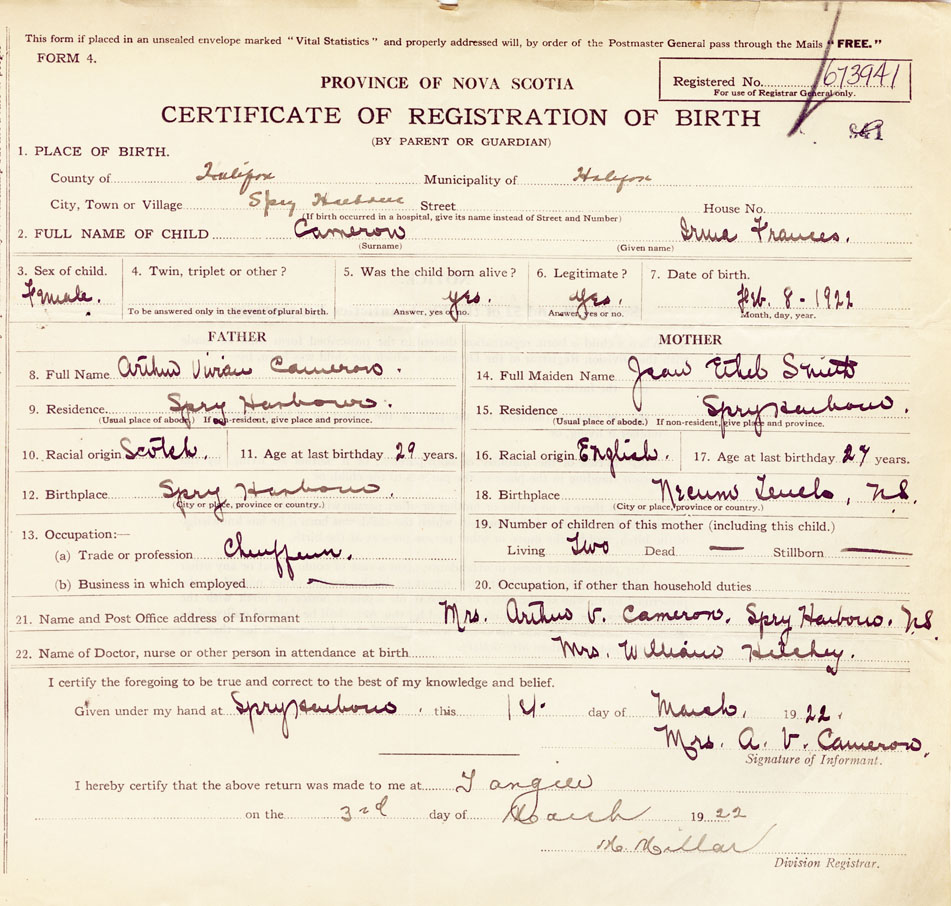 This form if placed in an unsealed envelope marked "Vital Statistics" and properly addressed will, by order of the Postmaster General pass through the Mails "FREE."
FORM 4.
PROVINCE OF NOVA SCOTIA
Registered No. 673941
For use of Registrar General only.
CERTIFICATE OF REGISTRATION OF BIRTH
(BY PARENT OR GUARDIAN)
1. PLACE OF BIRTH.
County of Halifax Municipality of Halifax
City, Town or Village Spry Harbour Street House No.
(If birth occurred in a hospital, give its name instead of Street and Number)
2. FULL NAME OF CHILD Cameron Irma Frances.
(Surname) (Given name)
3. Sex of child. 4. Twin, triplet or other? 5. Was the child born alive? 6. Legitimate? 7. Date of birth.
Female. yes. yes. Feb. 8 - 1922
To be answered only in the event of plural birth. Answer, yes or no. Answer, yes or no. Month, day, year.
FATHER
8. Full Name Arthur Vivian Cameron.
9. Residence Spry Harbour.
(Usual place of abode.) If non-resident, give place and province.
10. Racial origin Scotch. 11. Age at last birthday 29 years.
12. Birthplace Spry Harbour.
(City or place, province or country.)
13. Occupation:—
(a) Trade or profession Chauffeur.
(b) Business in which employed
MOTHER
14. Full Maiden Name Jean Ethel Smith
15. Residence Spry Harbour.
(Usual place of abode.) If non-resident, give place and province.
16. Racial origin English. 17. Age at last birthday 27 years.
18. Birthplace Necum Teuch, N.S.
(City or place, province or country.)
19. Number of children of this mother (including this child.)
Living Two Dead — Stillborn —
20. Occupation, if other than household duties
21. Name and Post Office address of Informant Mrs. Arthur V. Cameron. Spry Harbour. N.S.
22. Name of Doctor, nurse or other person in attendance at birth Mrs. William Hilchey.
I certify the foregoing to be true and correct to the best of my knowledge and belief.
Given under my hand at Spry Harbour. this day of March. 1922.
Mrs. A. V. Cameron.
Signature of Informant.
I hereby certify that the above return was made to me at Tangier
on the 3rd day of March 1922
Millar
Division Registrar.